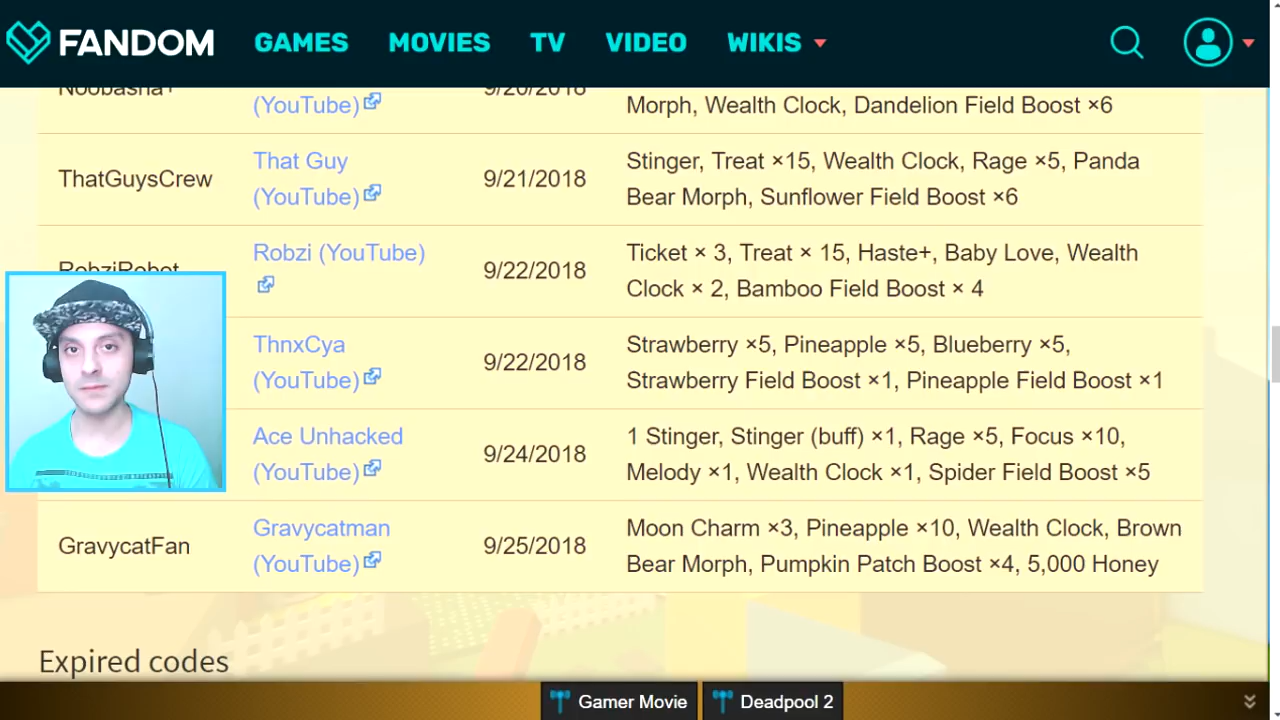 FANDOM GAMES MOVIES TV VIDEO WIKIS
Noobasha+ (YouTube) 9/20/2018 Morph, Wealth Clock, Dandelion Field Boost ×6
ThatGuysCrew
That Guy
(YouTube)
9/21/2018
Stinger, Treat ×15, Wealth Clock, Rage ×5, Panda
Bear Morph, Sunflower Field Boost ×6
RobziRobot
Robzi (YouTube)
9/22/2018
Ticket × 3, Treat × 15, Haste+, Baby Love, Wealth
Clock × 2, Bamboo Field Boost × 4
ThnxCya
(YouTube)
9/22/2018
Strawberry ×5, Pineapple ×5, Blueberry ×5,
Strawberry Field Boost ×1, Pineapple Field Boost ×1
Ace Unhacked
(YouTube)
9/24/2018
1 Stinger, Stinger (buff) ×1, Rage ×5, Focus ×10,
Melody ×1, Wealth Clock ×1, Spider Field Boost ×5
GravycatFan
Gravycatman
(YouTube)
9/25/2018
Moon Charm ×3, Pineapple ×10, Wealth Clock, Brown
Bear Morph, Pumpkin Patch Boost ×4, 5,000 Honey
Expired codes
Gamer Movie
Deadpool 2